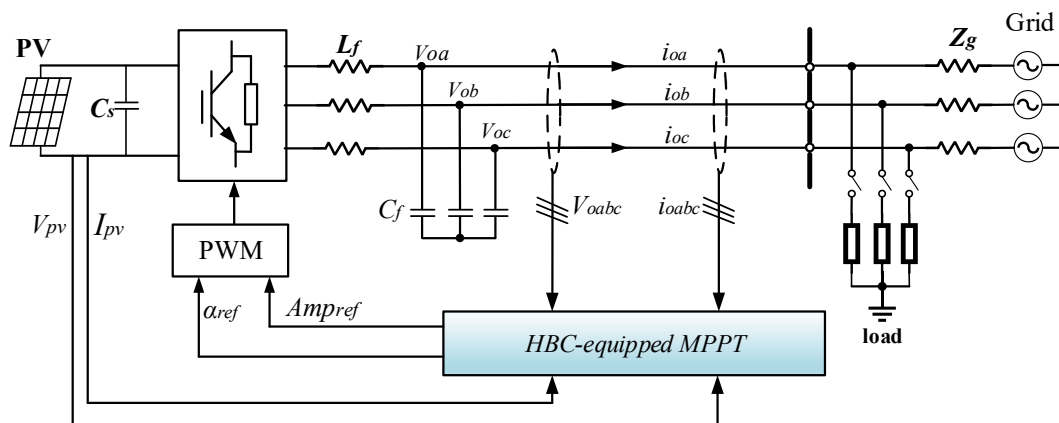 Grid
PV
Lf
Voa
ioa
Zg
Cs
Vob
iob
Voc
ioc
Cf
Voabc
ioabc
Vpv
Ipv
PWM
αref
Ampref
HBC-equipped MPPT
load